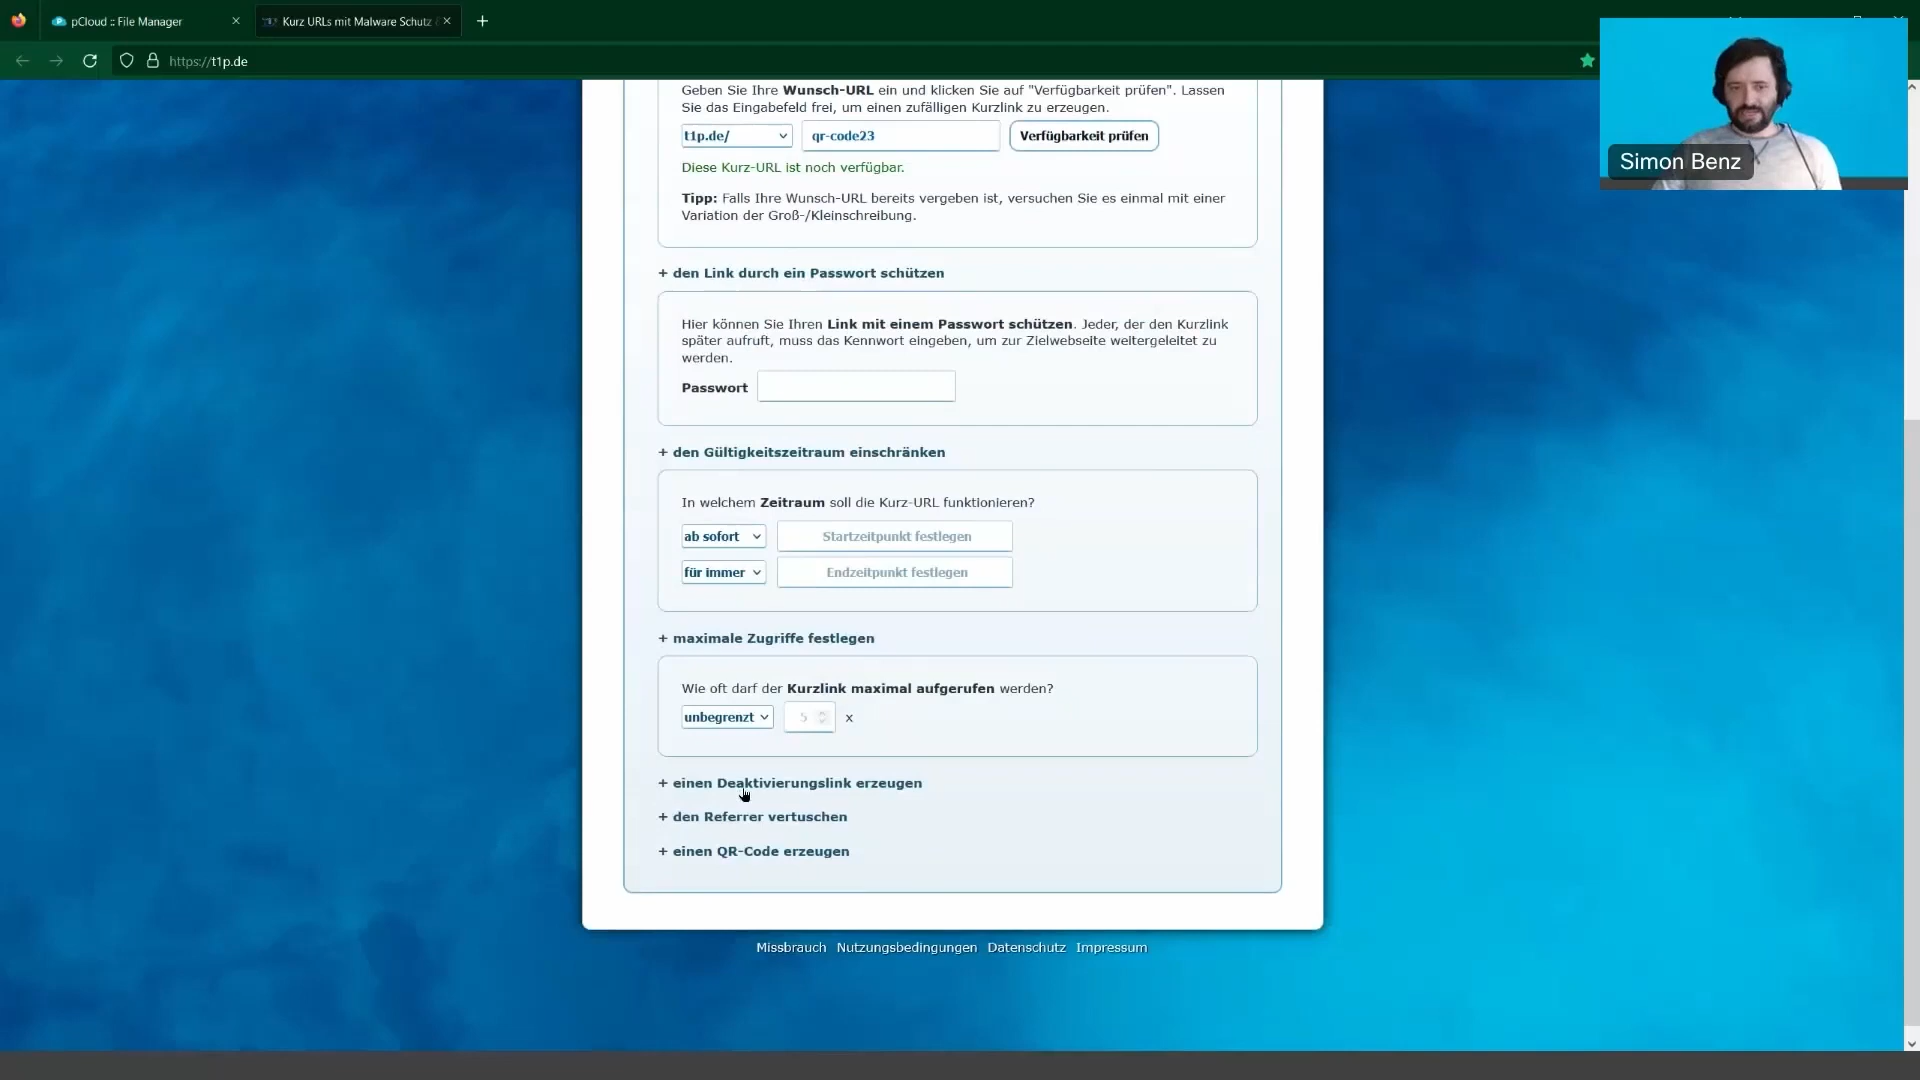 pCloud :: File Manager
Kurz URLs mit Malware Schutz
https://t1p.de
Simon Benz
Geben Sie Ihre Wunsch-URL ein und klicken Sie auf "Verfügbarkeit prüfen". Lassen
Sie das Eingabefeld frei, um einen zufälligen Kurzlink zu erzeugen.
t1p.de/ qr-code23 Verfügbarkeit prüfen
Diese Kurz-URL ist noch verfügbar.
Tipp: Falls Ihre Wunsch-URL bereits vergeben ist, versuchen Sie es einmal mit einer
Variation der Groß-/Kleinschreibung.
+ den Link durch ein Passwort schützen
Hier können Sie Ihren Link mit einem Passwort schützen. Jeder, der den Kurzlink
später aufruft, muss das Kennwort eingeben, um zur Zielwebseite weitergeleitet zu
werden.
Passwort
+ den Gültigkeitszeitraum einschränken
In welchem Zeitraum soll die Kurz-URL funktionieren?
ab sofort Startzeitpunkt festlegen
für immer Endzeitpunkt festlegen
+ maximale Zugriffe festlegen
Wie oft darf der Kurzlink maximal aufgerufen werden?
unbegrenzt 5 x
+ einen Deaktivierungslink erzeugen
+ den Referrer vertuschen
+ einen QR-Code erzeugen
Missbrauch Nutzungsbedingungen Datenschutz Impressum